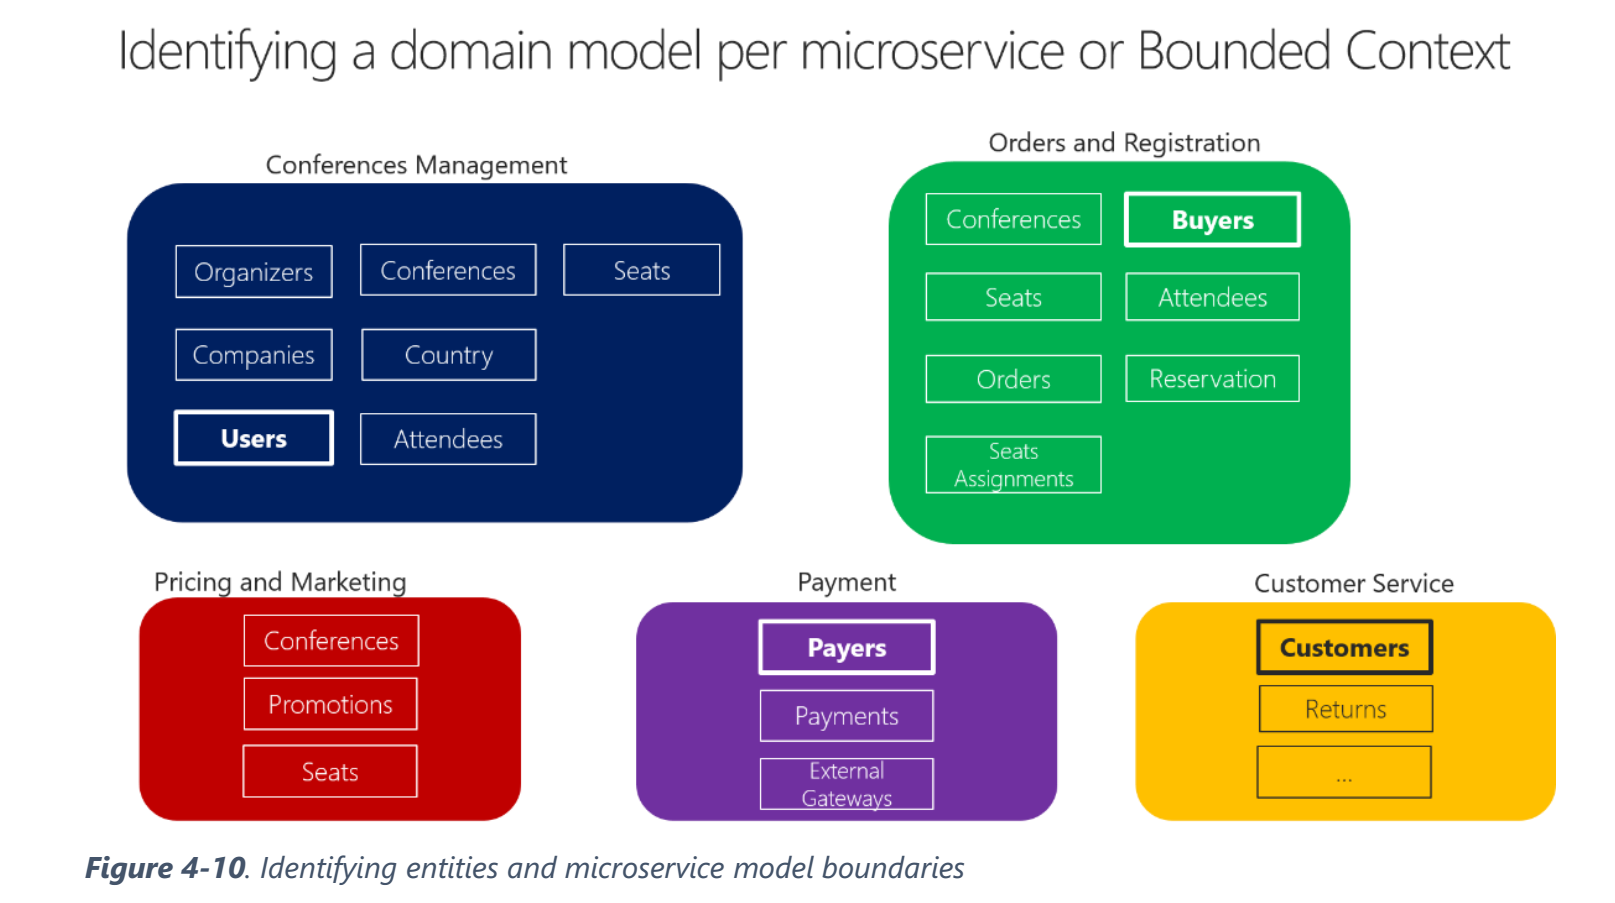 Identifying a domain model per microservice or Bounded Context
Conferences Management
Organizers
Conferences
Seats
Companies
Country
Users
Attendees
Orders and Registration
Conferences
Buyers
Seats
Attendees
Orders
Reservation
Seats
Assignments
Pricing and Marketing
Conferences
Promotions
Seats
Payment
Payers
Payments
External
Gateways
Customer Service
Customers
Returns
...
Figure 4-10. Identifying entities and microservice model boundaries